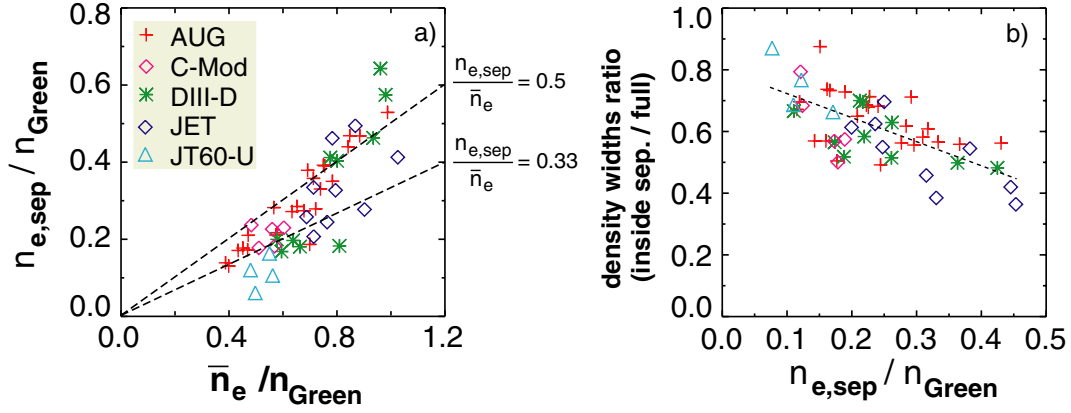 a)
AUG
C-Mod
DIII-D
JET
JT60-U
n_e,sep / n_Green
0.8
0.6
0.4
0.2
0.0
0.0 0.4 0.8 1.2
n̄_e / n_Green
n_e,sep / n̄_e = 0.5
n_e,sep / n̄_e = 0.33
b)
density widths ratio
(inside sep. / full)
1.0
0.8
0.6
0.4
0.2
0.0
0.0 0.1 0.2 0.3 0.4 0.5
n_e,sep / n_Green